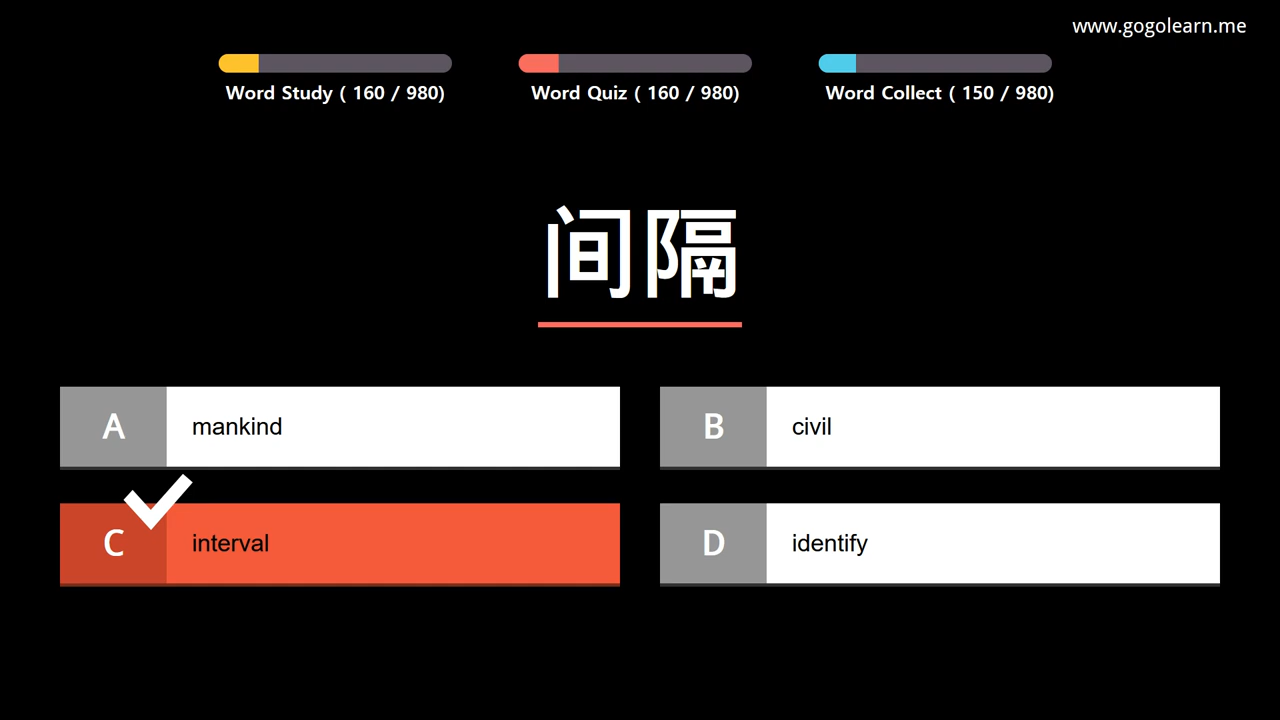 www.gogolearn.me
Word Study ( 160 / 980)
Word Quiz ( 160 / 980)
Word Collect ( 150 / 980)
间隔
A
mankind
B
civil
C
interval
D
identify